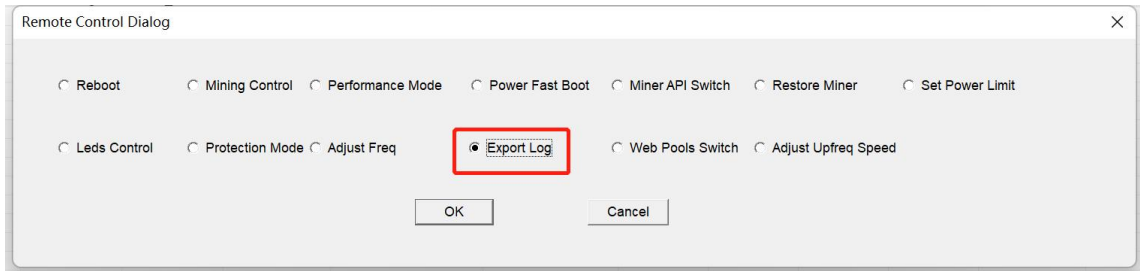 Remote Control Dialog
Reboot Mining Control Performance Mode Power Fast Boot Miner API Switch Restore Miner Set Power Limit
Leds Control Protection Mode Adjust Freq Export Log Web Pools Switch Adjust Upfreq Speed
OK Cancel